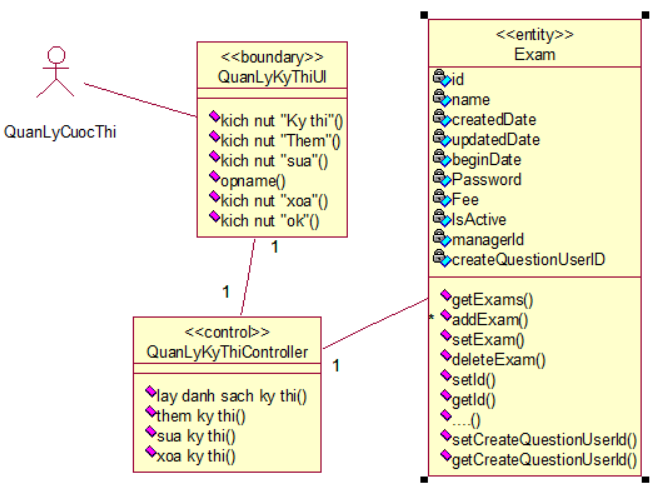 QuanLyCuocThi
<<boundary>>
QuanLyKyThiUI
kich nut "Ky thi"()
kich nut "Them"()
kich nut "sua"()
opname()
kich nut "xoa"()
kich nut "ok"()
1
1
<<control>>
QuanLyKyThiController
lay danh sach ky thi()
them ky thi()
sua ky thi()
xoa ky thi()
1
*
<<entity>>
Exam
id
name
createdDate
updatedDate
beginDate
Password
Fee
IsActive
managerId
createQuestionUserID
getExams()
addExam()
setExam()
deleteExam()
setId()
getId()
....()
setCreateQuestionUserId()
getCreateQuestionUserId()